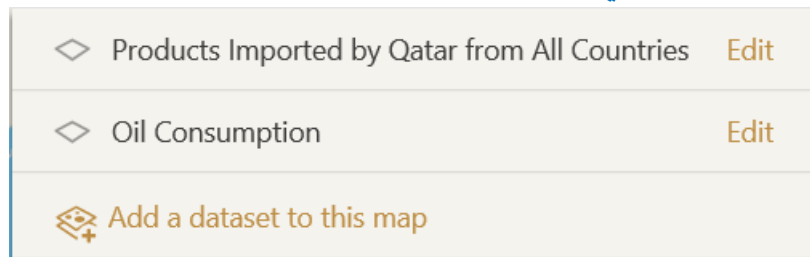 Products Imported by Qatar from All Countries Edit
Oil Consumption Edit
Add a dataset to this map